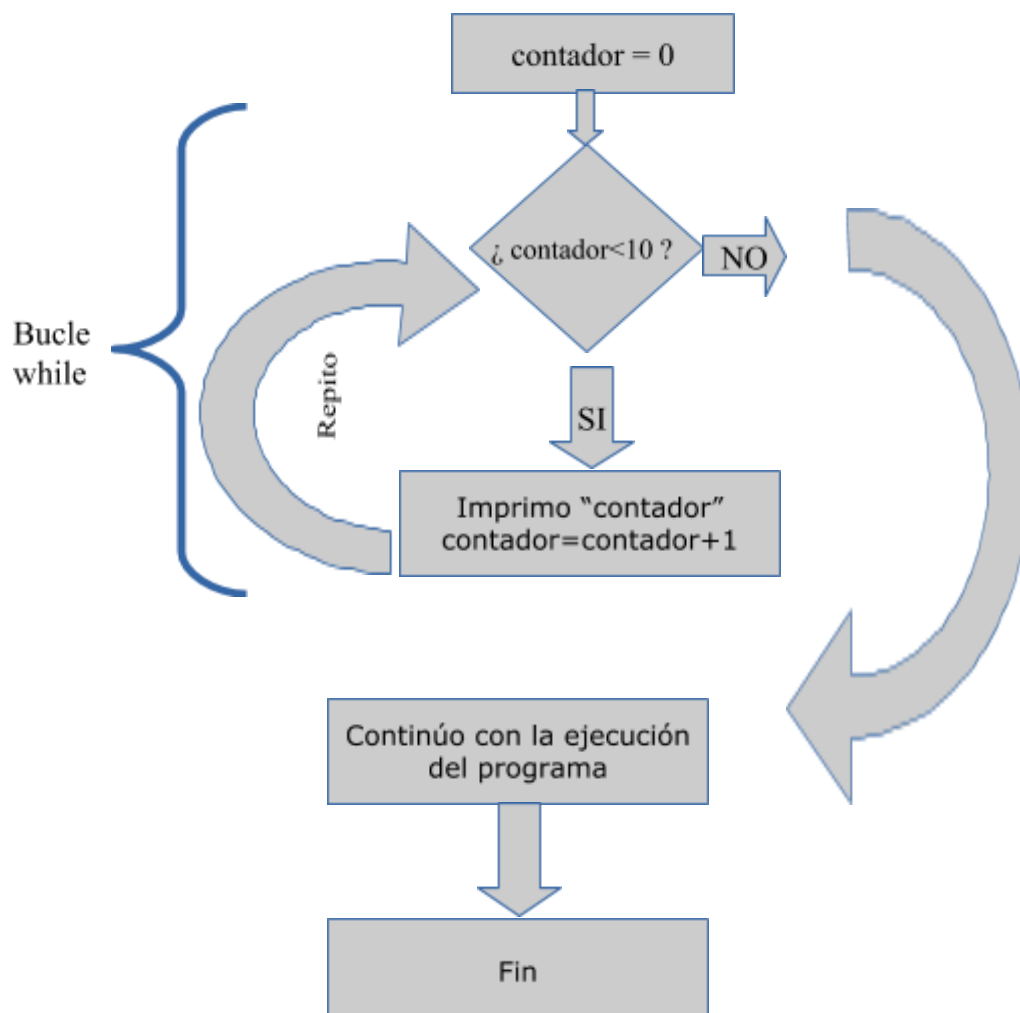 contador = 0
¿ contador<10 ?
NO
Bucle
while
Repito
SI
Imprimo “contador”
contador=contador+1
Continúo con la ejecución
del programa
Fin